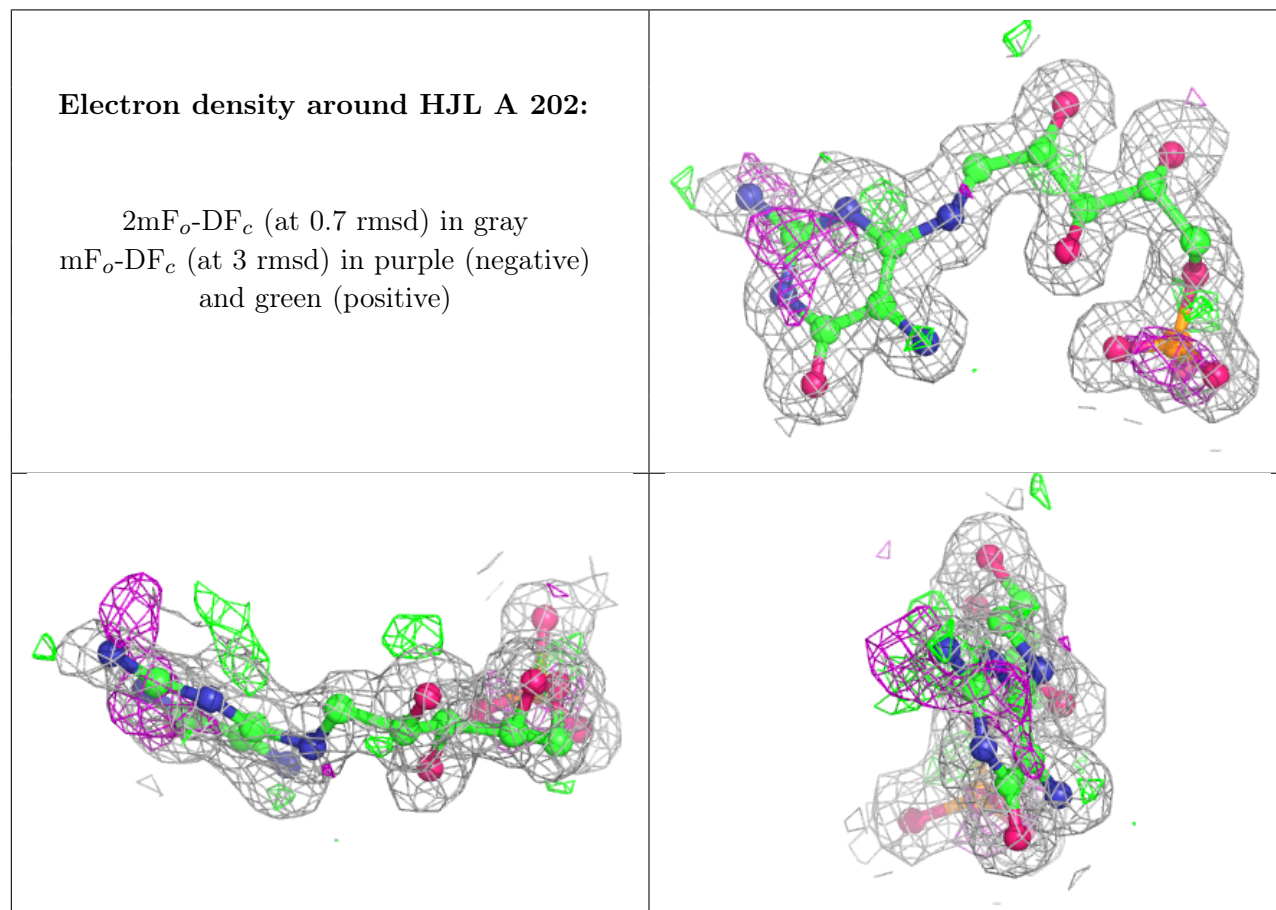 Electron density around HJL A 202:
2mFₒ-DF𝒸 (at 0.7 rmsd) in gray
mFₒ-DF𝒸 (at 3 rmsd) in purple (negative)
and green (positive)